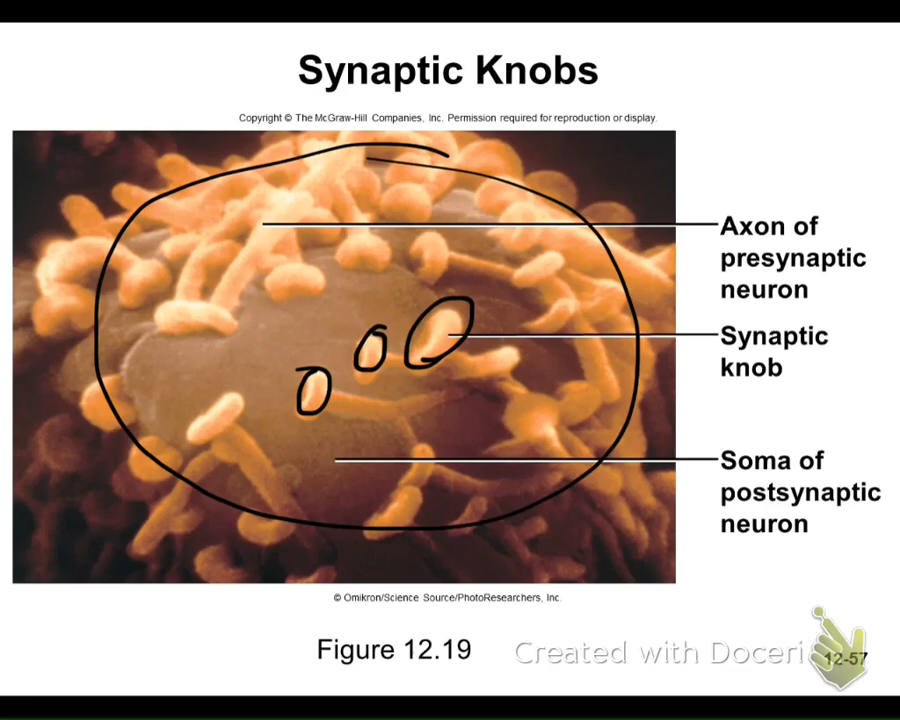 Synaptic Knobs
Copyright © The McGraw-Hill Companies, Inc. Permission required for reproduction or display.
Axon of
presynaptic
neuron
Synaptic
knob
Soma of
postsynaptic
neuron
© Omikron/Science Source/PhotoResearchers, Inc.
Figure 12.19
Created with Doceri
12-57